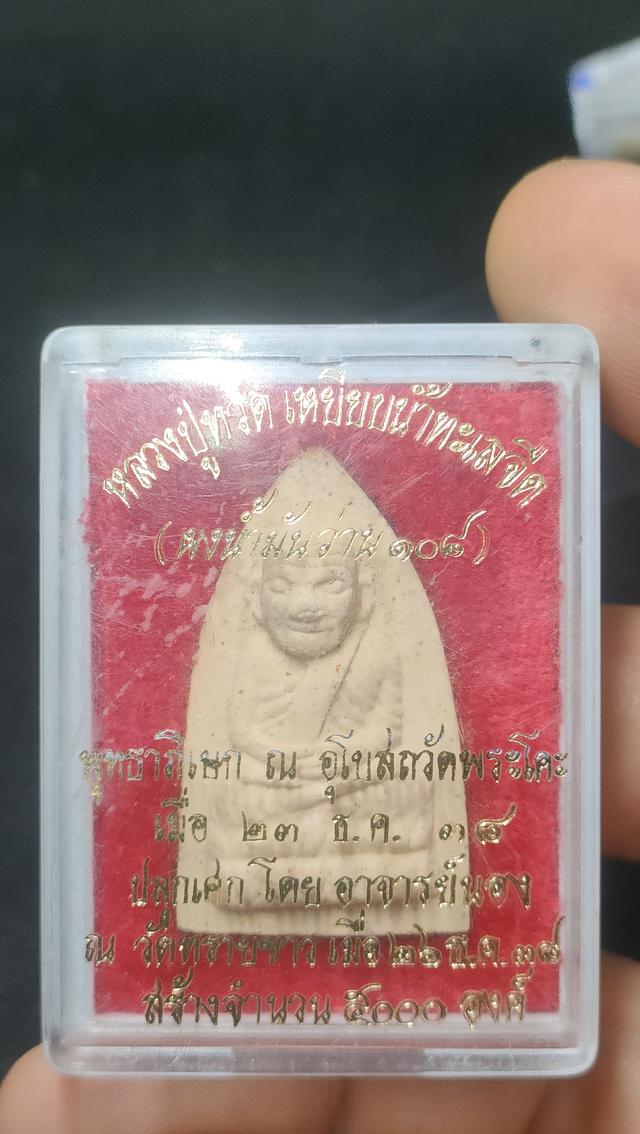 หลวงปู่ทวด เหยียบน้ำทะเลจืด
(ผงน้ำมันว่าน ๑๐๘)
พุทธาภิเษก ณ อุโบสถวัดพระโคะ
เมื่อ ๒๓ ธ.ค. ๓๘
ปลุกเศก โดย อาจารย์นอง
ณ วัดทรายขาว เมื่อ ๒๖ ธ.ค. ๓๘
สร้างจำนวน ๕๐๐๐ องค์